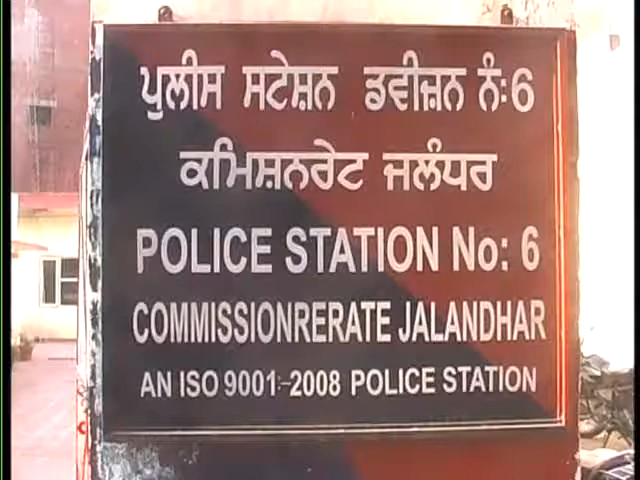 ਪੁਲੀਸ ਸਟੇਸ਼ਨ ਡਵੀਜ਼ਨ ਨੰ:6
ਕਮਿਸ਼ਨਰੇਟ ਜਲੰਧਰ
POLICE STATION No: 6
COMMISSIONRERATE JALANDHAR
AN ISO 9001:-2008 POLICE STATION